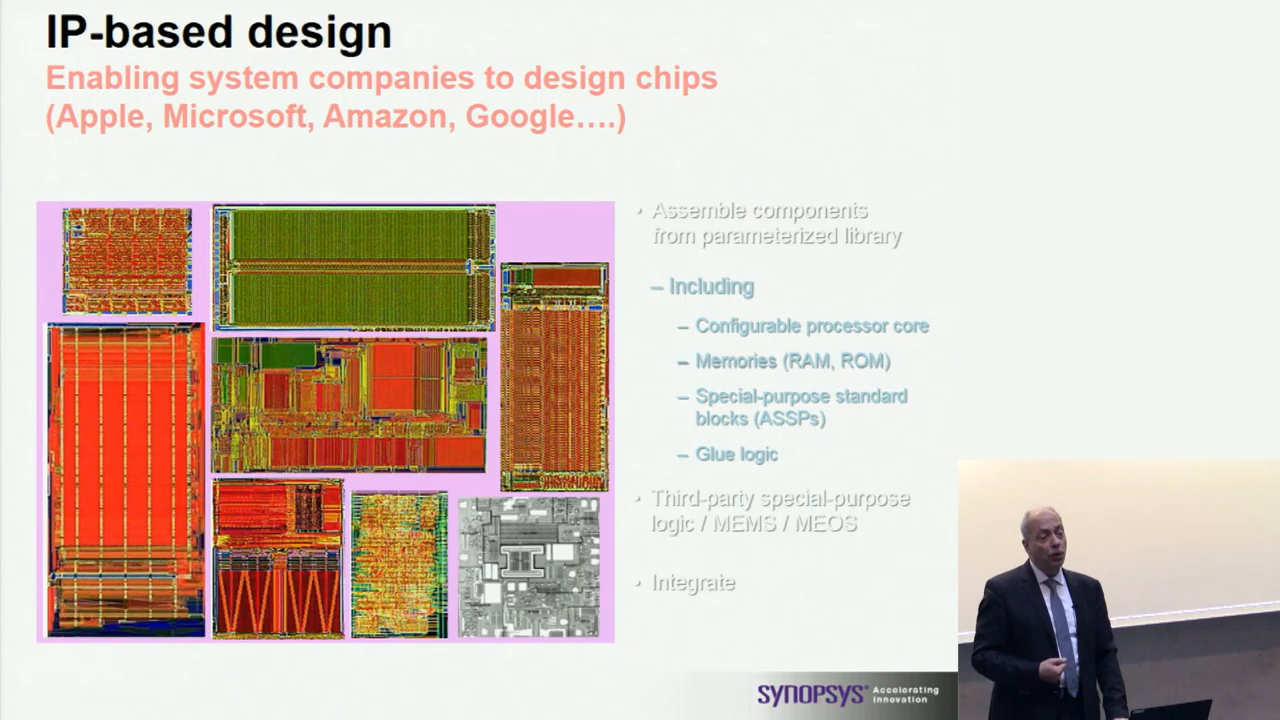 IP-based design
Enabling system companies to design chips
(Apple, Microsoft, Amazon, Google….)
• Assemble components
from parameterized library
– Including
– Configurable processor core
– Memories (RAM, ROM)
– Special-purpose standard
blocks (ASSPs)
– Glue logic
• Third-party special-purpose
logic / MEMS / MEOS
• Integrate
SYNOPSYS® Accelerating
Innovation